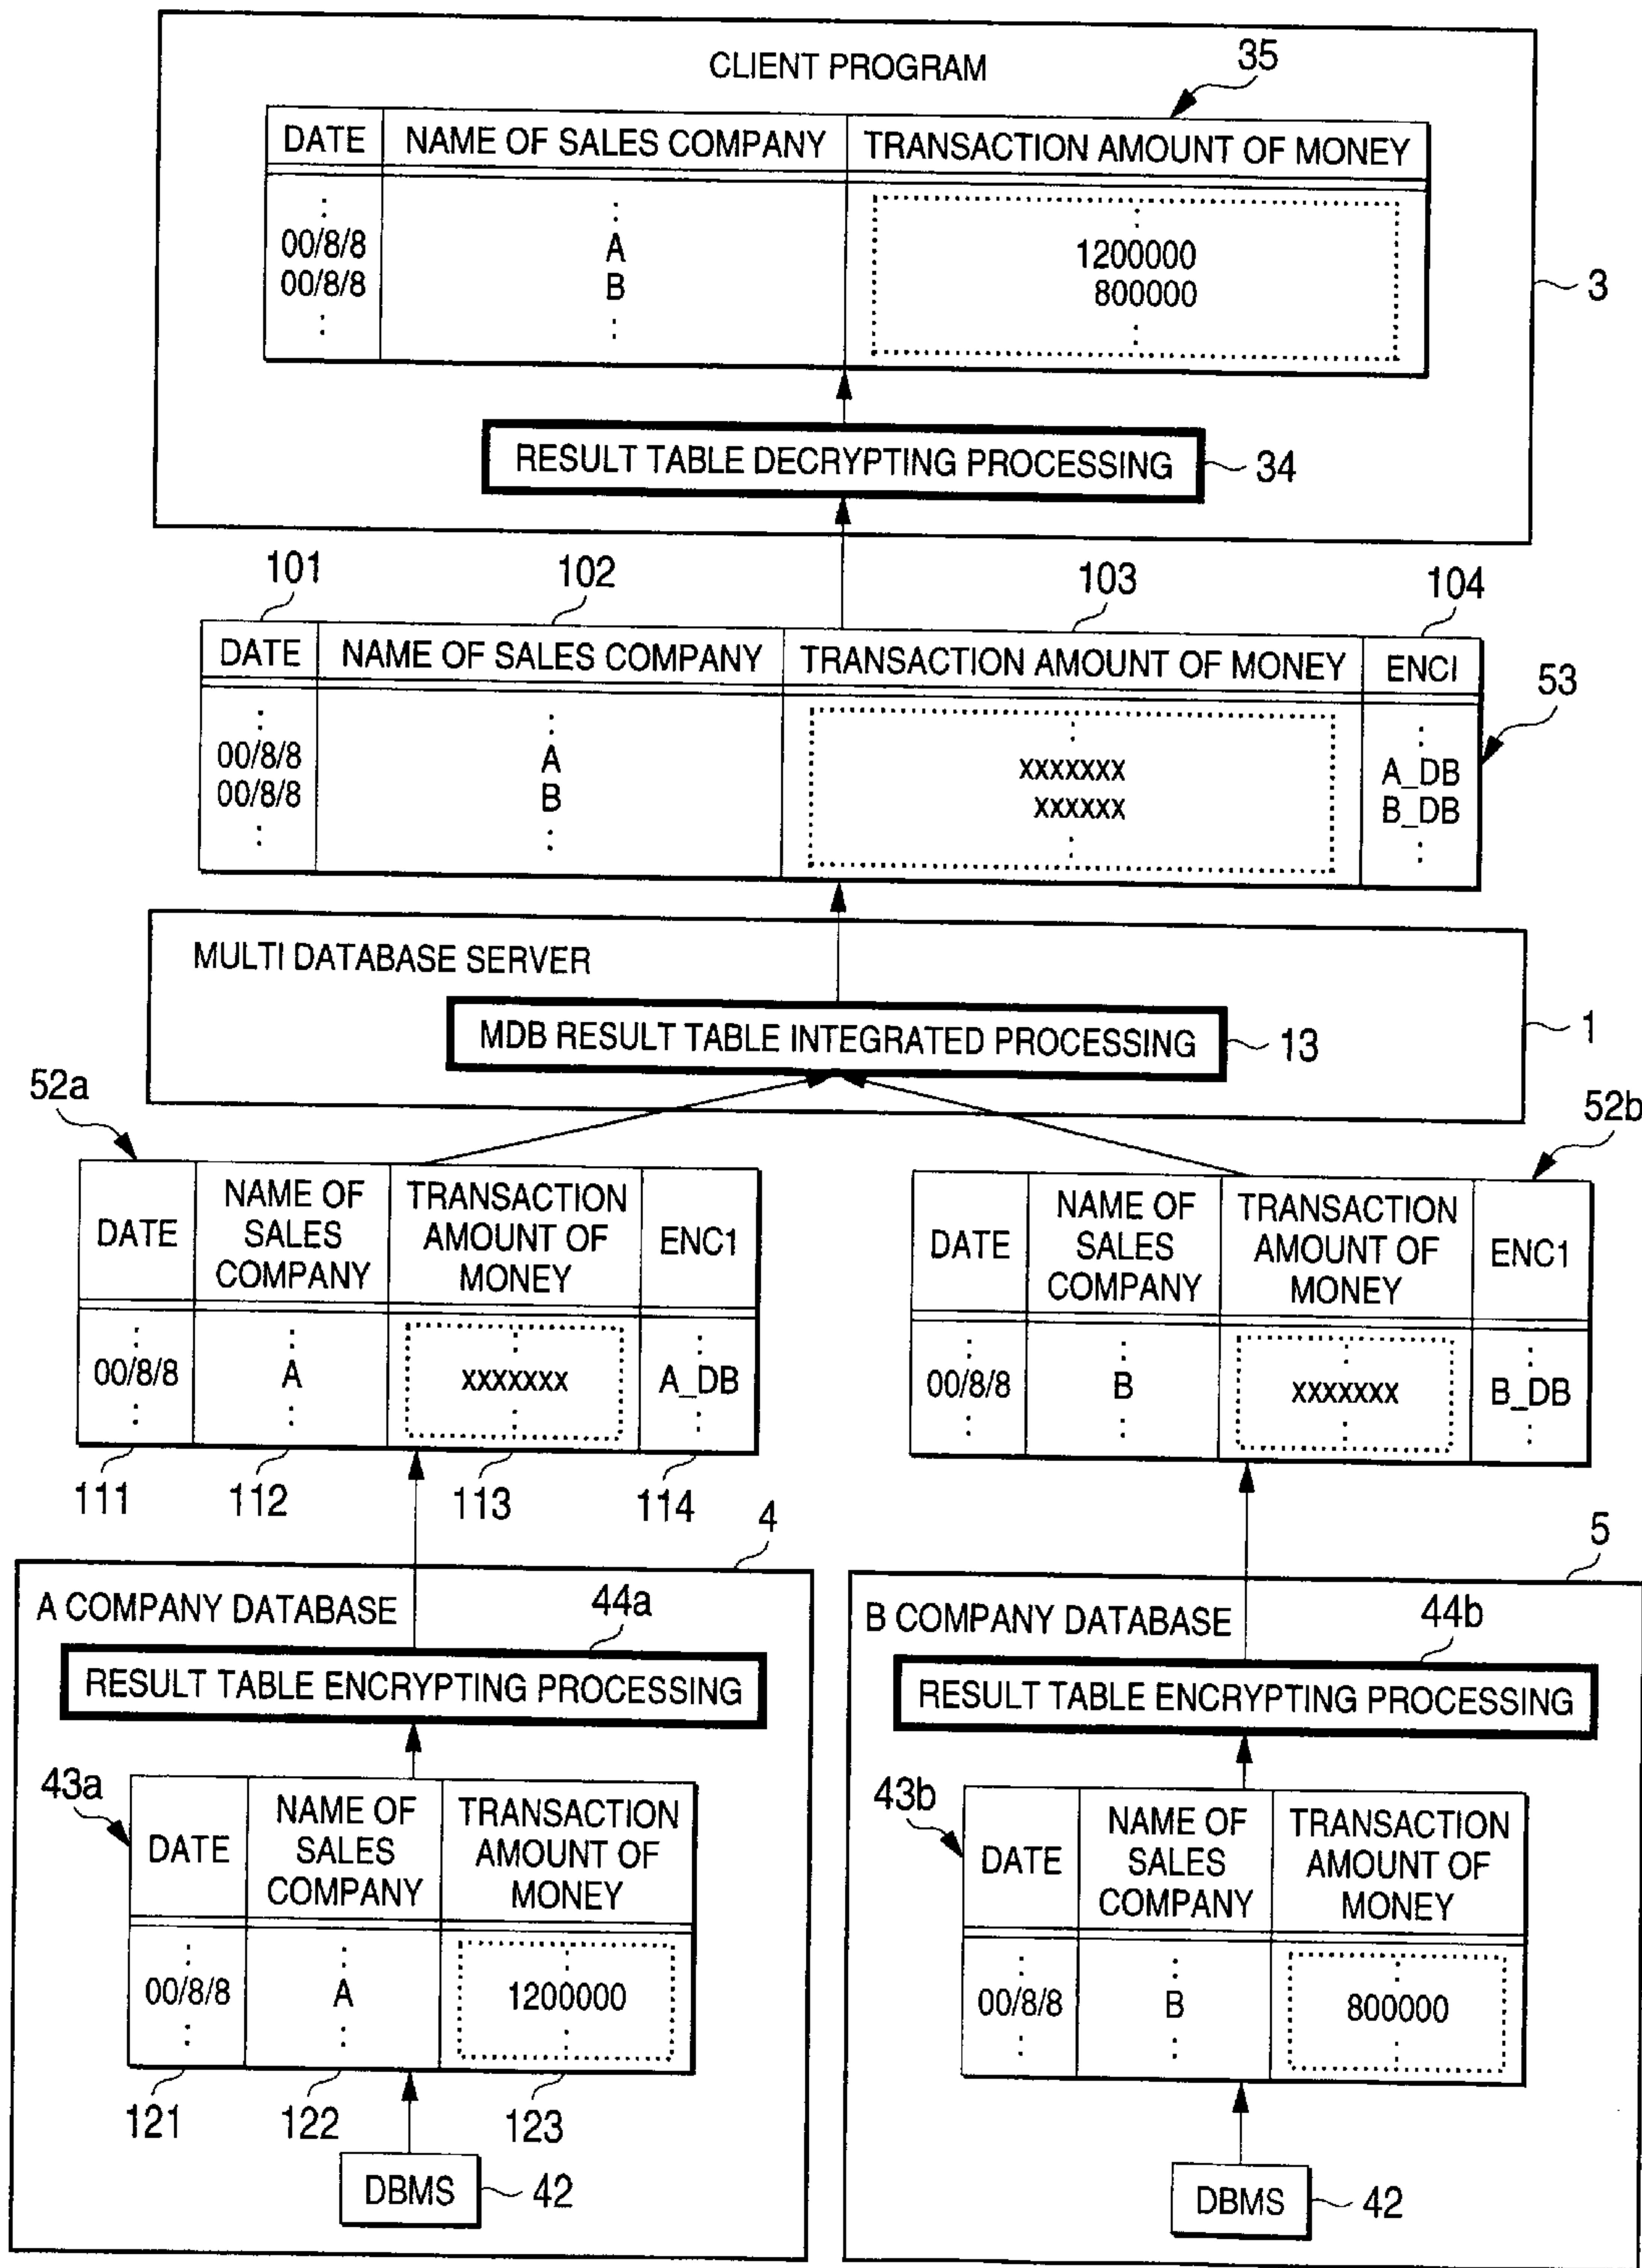 CLIENT PROGRAM
35
DATE NAME OF SALES COMPANY TRANSACTION AMOUNT OF MONEY
00/8/8 A 1200000
00/8/8 B 800000
3
RESULT TABLE DECRYPTING PROCESSING
34
101 102 103 104
DATE NAME OF SALES COMPANY TRANSACTION AMOUNT OF MONEY ENCI
53
00/8/8 A XXXXXXX A_DB
00/8/8 B XXXXXX B_DB
MULTI DATABASE SERVER
MDB RESULT TABLE INTEGRATED PROCESSING
13
1
52a
DATE
NAME OF
SALES
COMPANY
TRANSACTION
AMOUNT OF
MONEY
ENC1
00/8/8 A XXXXXXX A_DB
111 112 113 114
52b
DATE
NAME OF
SALES
COMPANY
TRANSACTION
AMOUNT OF
MONEY
ENC1
00/8/8 B XXXXXXX B_DB
4
A COMPANY DATABASE
44a
RESULT TABLE ENCRYPTING PROCESSING
43a
DATE
NAME OF
SALES
COMPANY
TRANSACTION
AMOUNT OF
MONEY
00/8/8 A 1200000
121 122 123
DBMS
42
5
B COMPANY DATABASE
44b
RESULT TABLE ENCRYPTING PROCESSING
43b
DATE
NAME OF
SALES
COMPANY
TRANSACTION
AMOUNT OF
MONEY
00/8/8 B 800000
DBMS
42